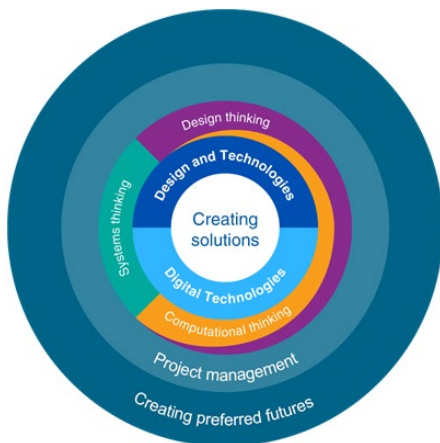 Design thinking
Design and Technologies
Systems thinking
Creating
solutions
Digital Technologies
Computational thinking
Project management
Creating preferred futures